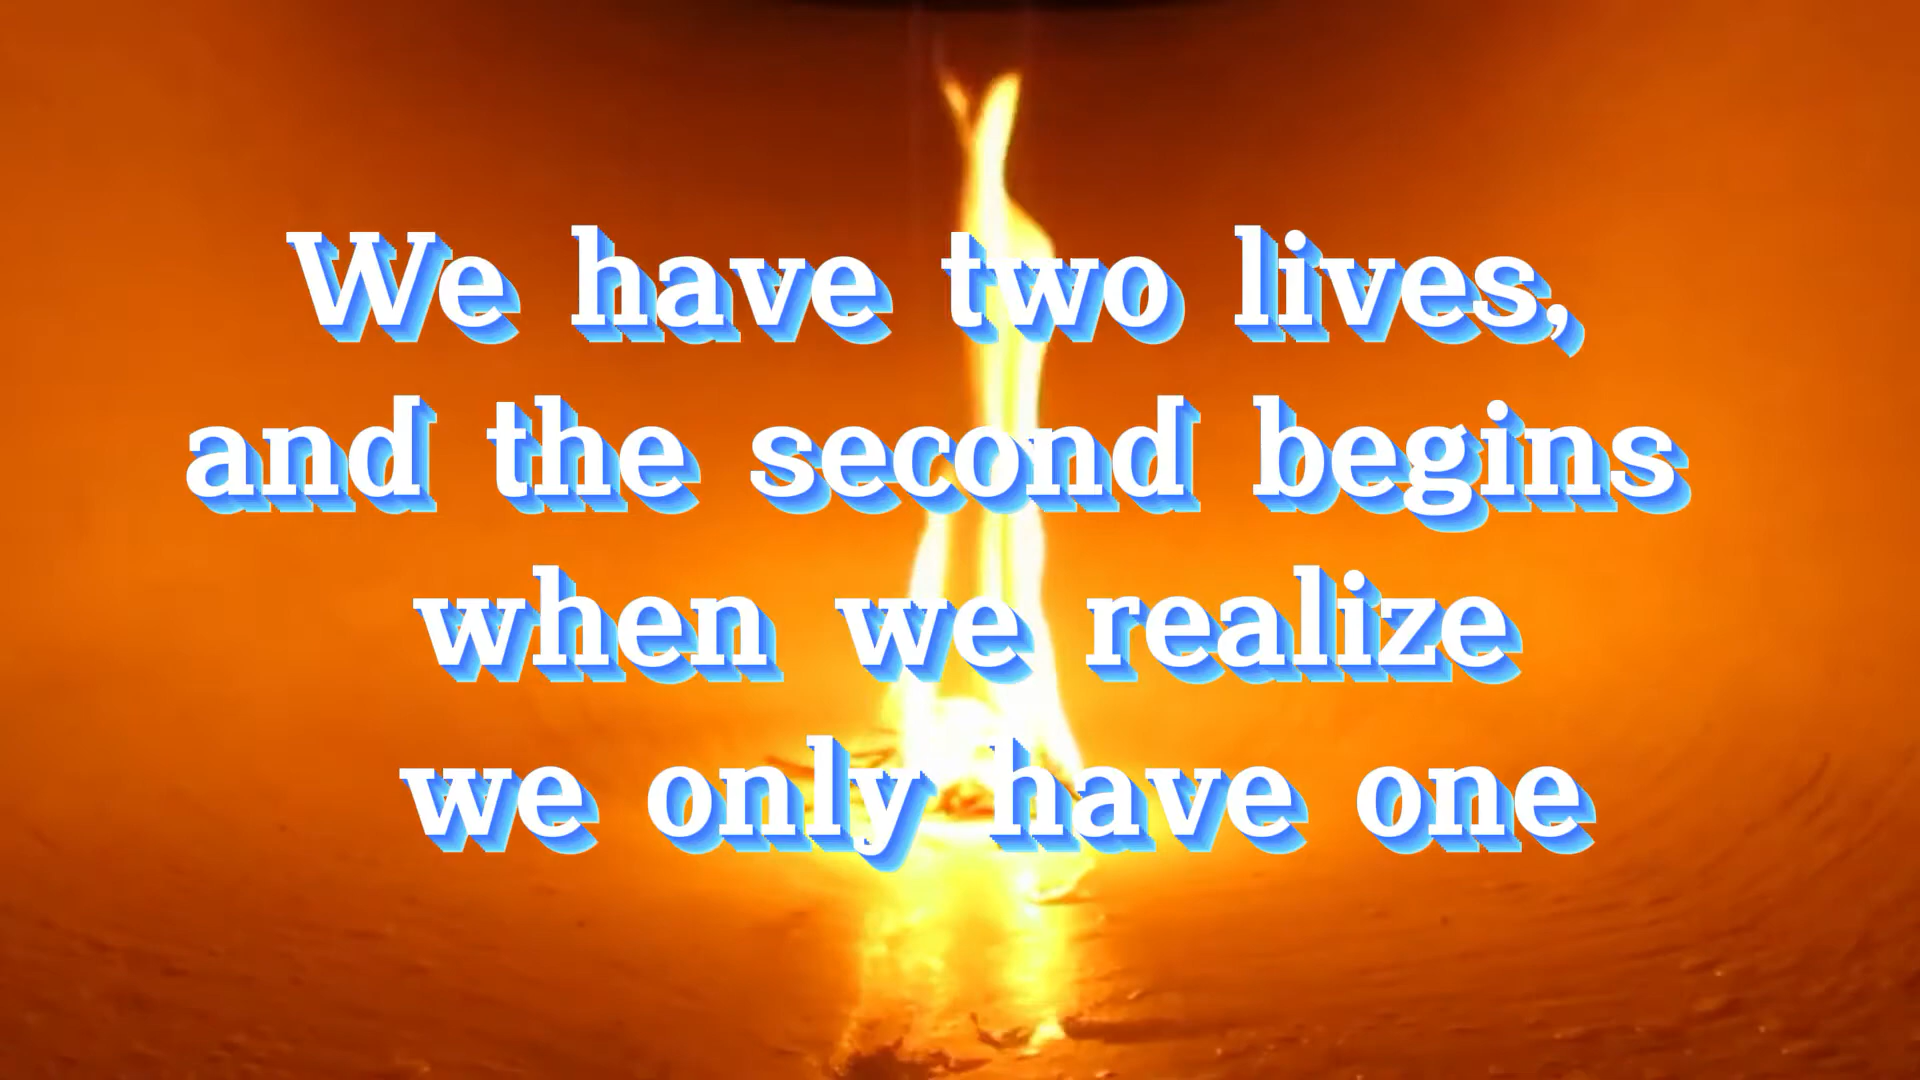 We have two lives,
and the second begins
when we realize
we only have one